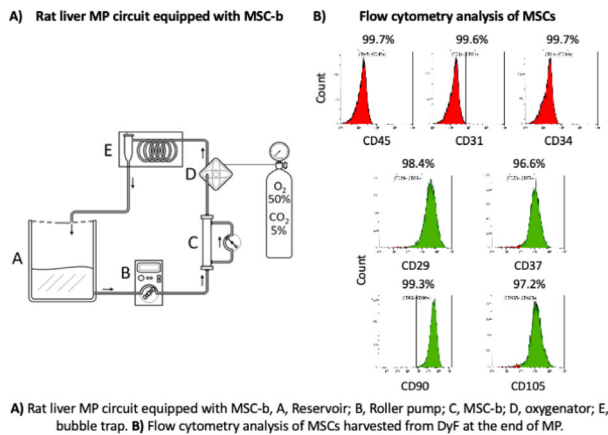 A) Rat liver MP circuit equipped with MSC-b
B) Flow cytometry analysis of MSCs
99.7%
99.6%
99.7%
Count
CD45
CD31
CD34
E
D
O2
50%
CO2
5%
A
B
C
98.4%
96.6%
Count
CD29
CD37
99.3%
97.2%
CD90
CD105
A) Rat liver MP circuit equipped with MSC-b, A, Reservoir; B, Roller pump; C, MSC-b; D, oxygenator; E,
bubble trap. B) Flow cytometry analysis of MSCs harvested from DyF at the end of MP.